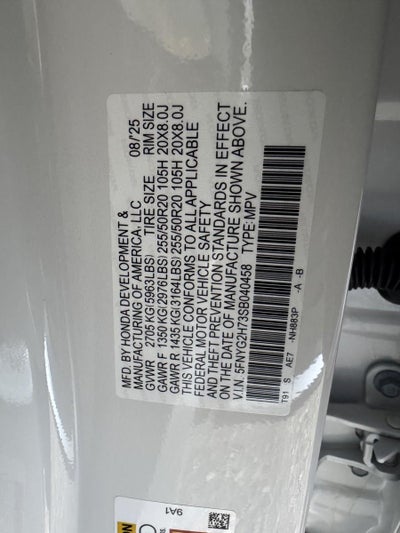 MFD. BY HONDA DEVELOPMENT & 08/'25
MANUFACTURING OF AMERICA, LLC
TIRE SIZE RIM SIZE
GVWR 2705 KG(5963LBS)
GAWR F 1350 KG(2976LBS) 255/50R20 105H 20X8.0J
GAWR R 1435 KG(3164LBS) 255/50R20 105H 20X8.0J
THIS VEHICLE CONFORMS TO ALL APPLICABLE
FEDERAL MOTOR VEHICLE SAFETY
AND THEFT PREVENTION STANDARDS IN EFFECT
ON THE DATE OF MANUFACTURE SHOWN ABOVE.
V.I.N. 5FNYG2H73SB040458 TYPE:MPV
T91 S AE7 -NH883P -A -B
9A1